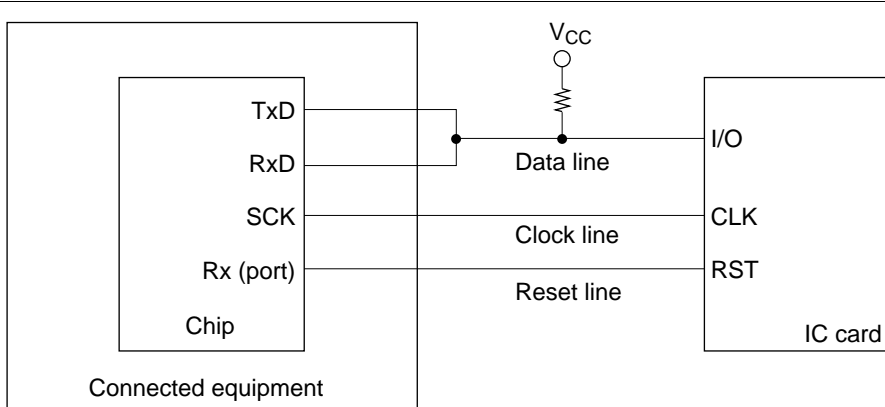 VCC
TxD
RxD
I/O
Data line
SCK
CLK
Clock line
Rx (port)
RST
Reset line
Chip
IC card
Connected equipment